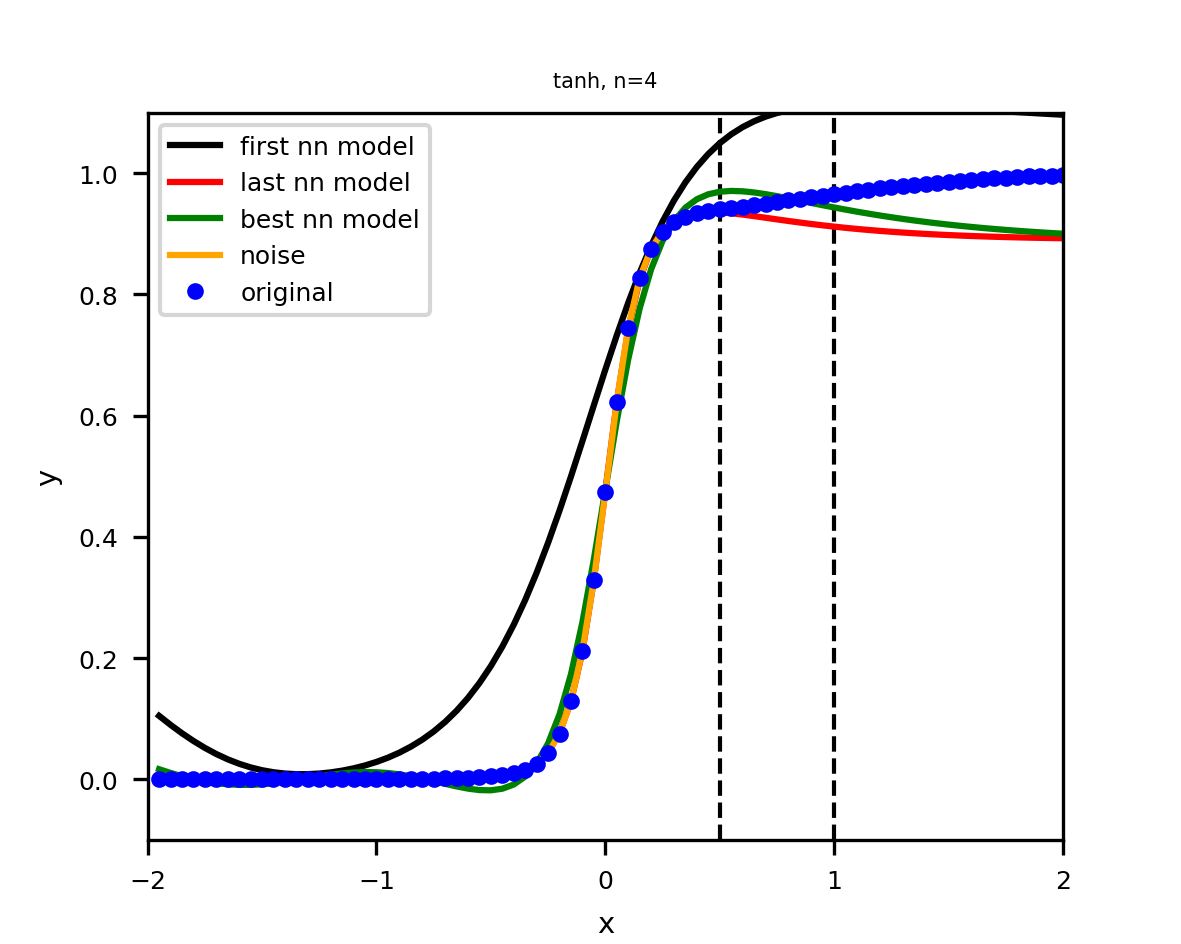 tanh, n=4
first nn model
last nn model
best nn model
noise
original
y
1.0
0.8
0.6
0.4
0.2
0.0
−2
−1
0
1
2
x